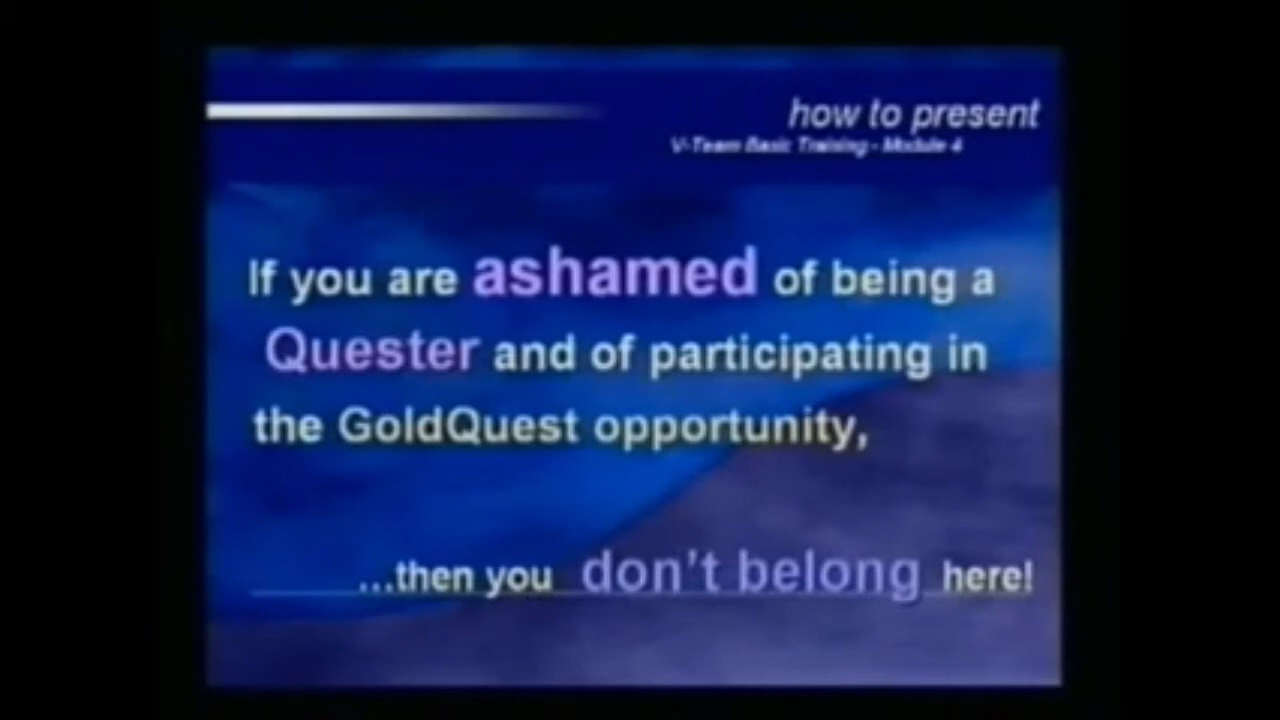 how to present
V-Team Basic Training - Module 4
If you are ashamed of being a
Quester and of participating in
the GoldQuest opportunity,
...then you don't belong here!